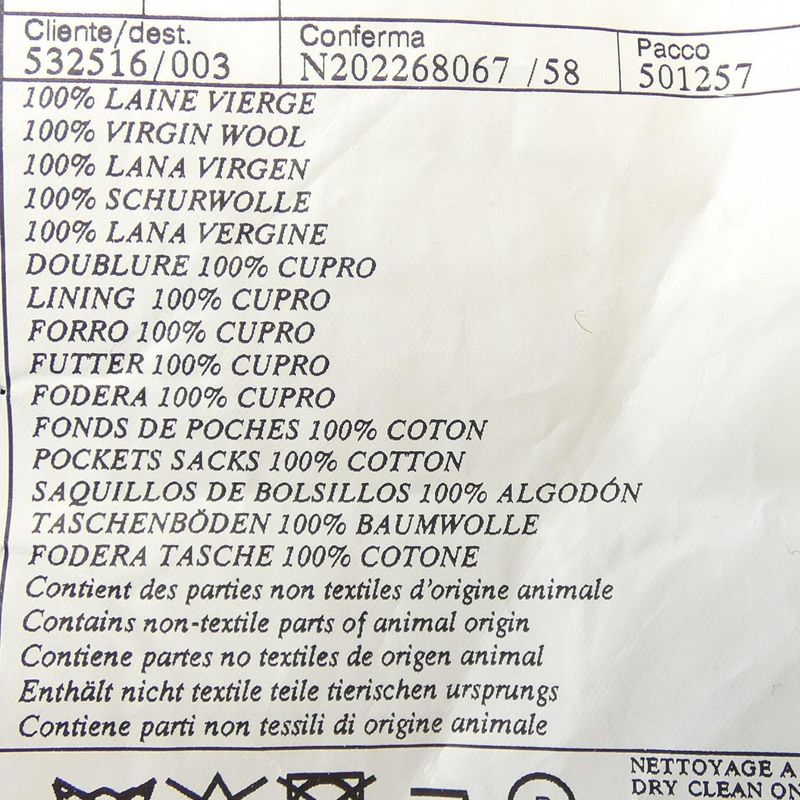 Cliente/dest. Conferma Pacco
532516/003 N202268067 /58 501257
100% LAINE VIERGE
100% VIRGIN WOOL
100% LANA VIRGEN
100% SCHURWOLLE
100% LANA VERGINE
DOUBLURE 100% CUPRO
LINING 100% CUPRO
FORRO 100% CUPRO
FUTTER 100% CUPRO
FODERA 100% CUPRO
FONDS DE POCHES 100% COTON
POCKETS SACKS 100% COTTON
SAQUILLOS DE BOLSILLOS 100% ALGODÓN
TASCHENBÖDEN 100% BAUMWOLLE
FODERA TASCHE 100% COTONE
Contient des parties non textiles d'origine animale
Contains non-textile parts of animal origin
Contiene partes no textiles de origen animal
Enthält nicht textile teile tierischen ursprungs
Contiene parti non tessili di origine animale
NETTOYAGE A
DRY CLEAN ON